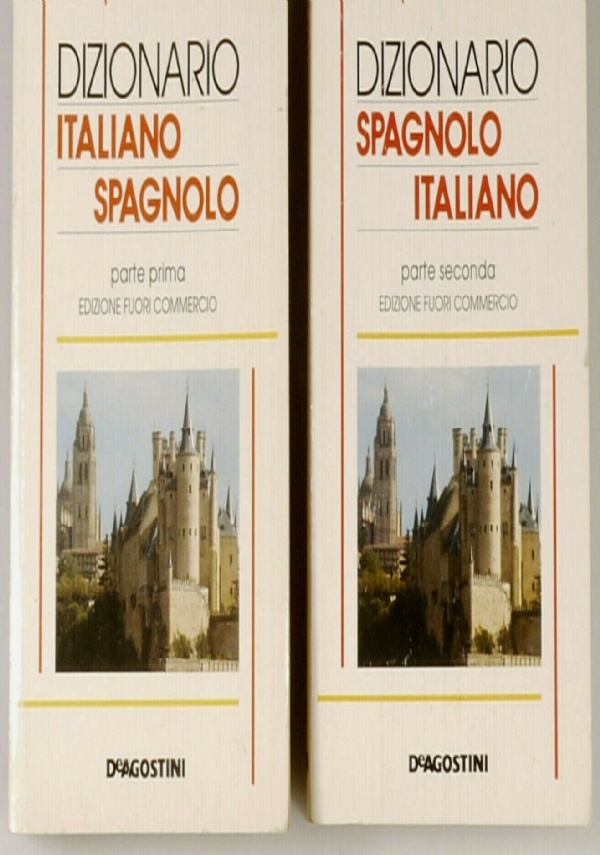 DIZIONARIO
ITALIANO
SPAGNOLO
parte prima
EDIZIONE FUORI COMMERCIO
DeAGOSTINI
DIZIONARIO
SPAGNOLO
ITALIANO
parte seconda
EDIZIONE FUORI COMMERCIO
DeAGOSTINI